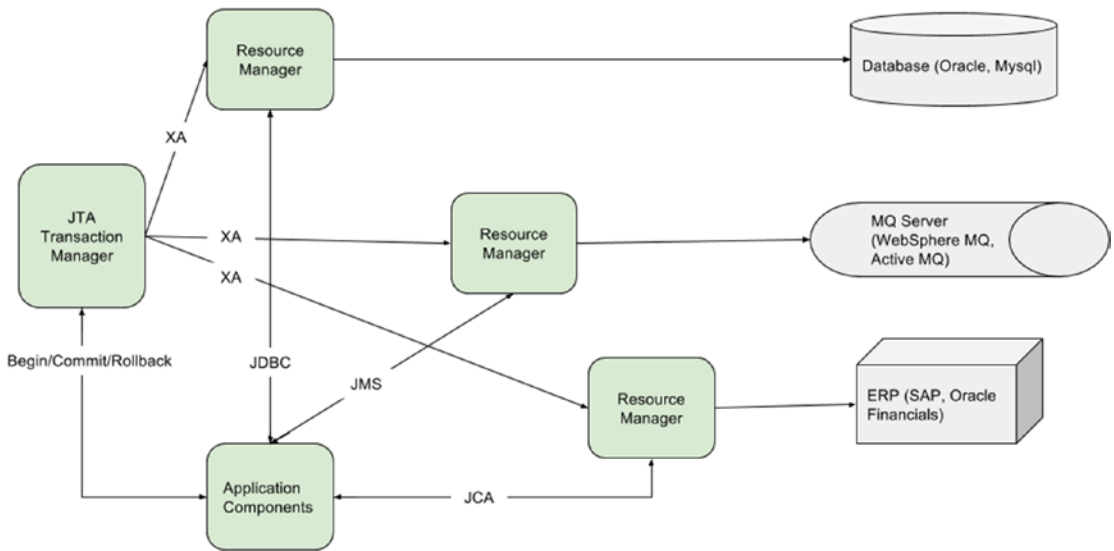 Resource
Manager
Database (Oracle, Mysql)
XA
JTA
Transaction
Manager
XA
Resource
Manager
MQ Server
(WebSphere MQ,
Active MQ)
XA
Begin/Commit/Rollback
JDBC
JMS
Resource
Manager
ERP (SAP, Oracle
Financials)
Application
Components
JCA